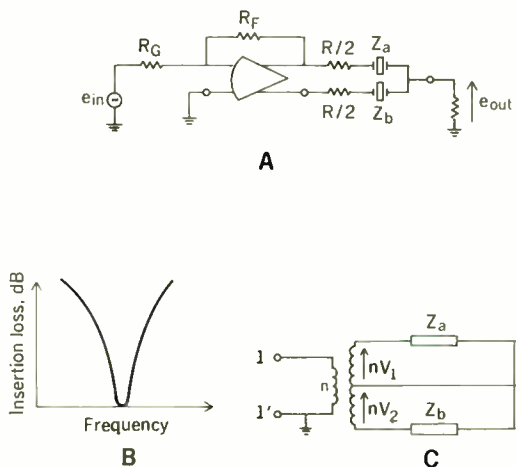 R_F
R_G
R/2
Z_a
e_in
R/2
Z_b
e_out
A
Insertion loss, dB
Frequency
B
Z_a
1
nV_1
n
1'
nV_2
Z_b
C